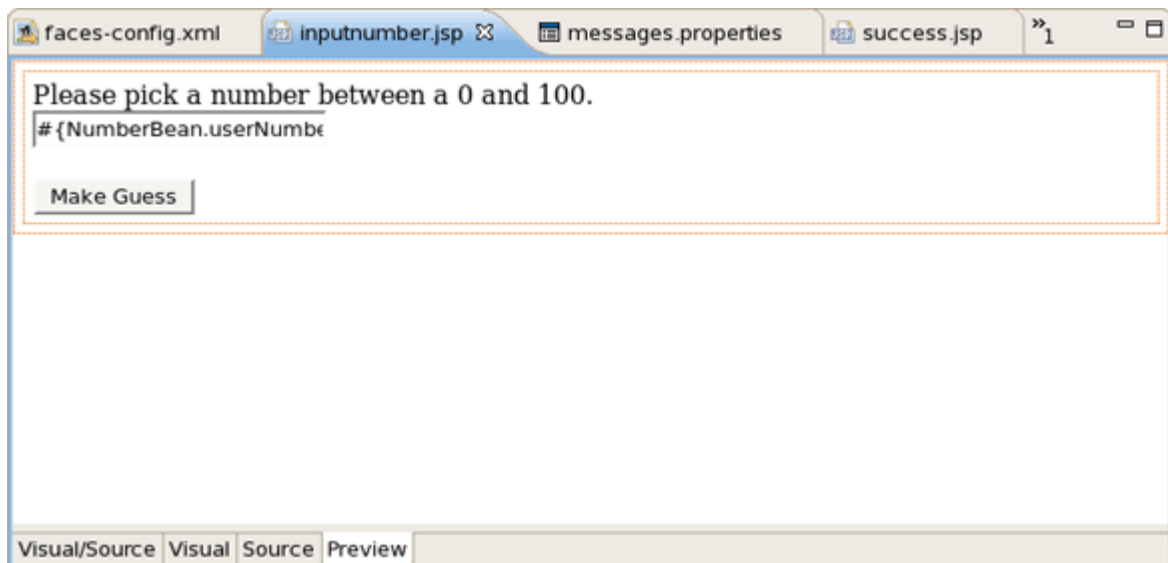 faces-config.xml inputnumber.jsp messages.properties success.jsp »1
Please pick a number between a 0 and 100.
#{NumberBean.userNumbe
Make Guess
Visual/Source Visual Source Preview